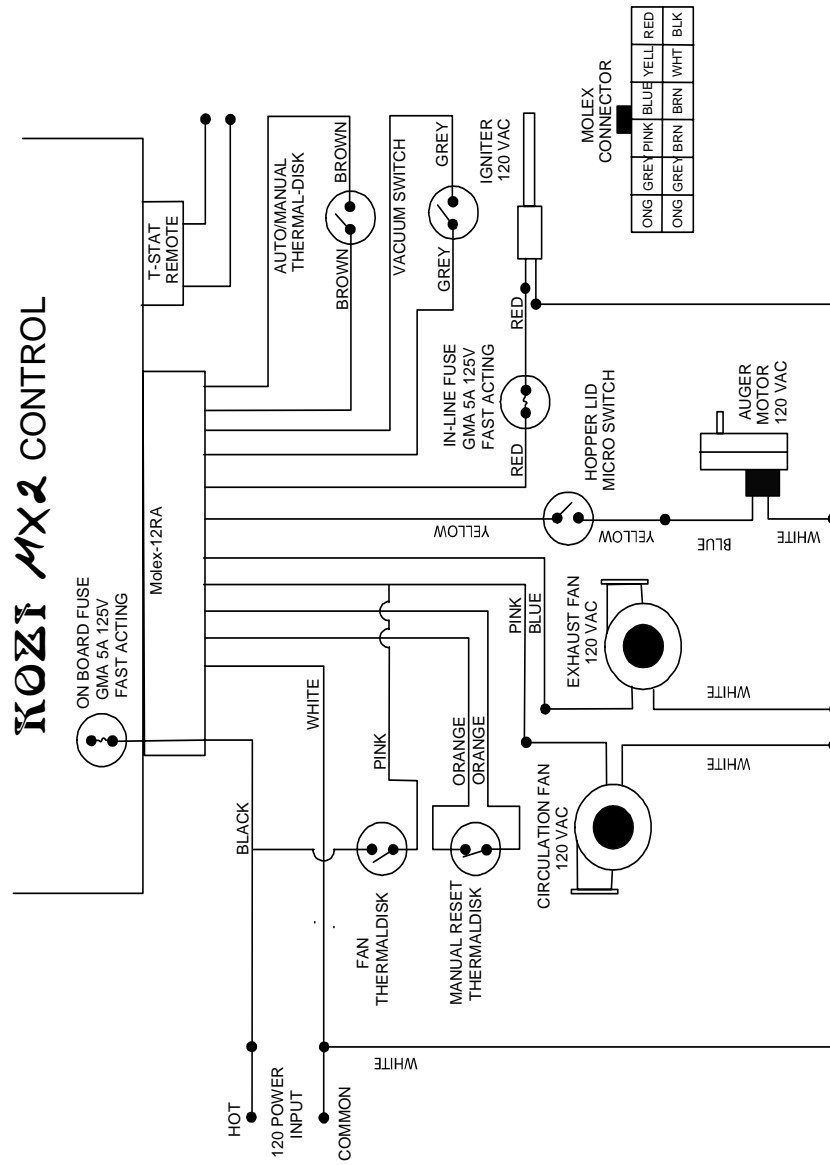 KOZI MX2 CONTROL
ON BOARD FUSE
GMA 5A 125V
FAST ACTING
Molex-12RA
T-STAT
REMOTE
HOT
120 POWER
INPUT
COMMON
BLACK
WHITE
WHITE
FAN
THERMALDISK
PINK
MANUAL RESET
THERMALDISK
ORANGE
ORANGE
CIRCULATION FAN
120 VAC
WHITE
PINK
BLUE
EXHAUST FAN
120 VAC
WHITE
YELLOW
HOPPER LID
MICRO SWITCH
YELLOW
BLUE
AUGER
MOTOR
120 VAC
WHITE
IN-LINE FUSE
GMA 5A 125V
FAST ACTING
RED
RED
IGNITER
120 VAC
VACUUM SWITCH
GREY
GREY
AUTO/MANUAL
THERMAL-DISK
BROWN
BROWN
MOLEX
CONNECTOR
ONG GREY PINK BLUE YELL RED
ONG GREY BRN BRN WHT BLK